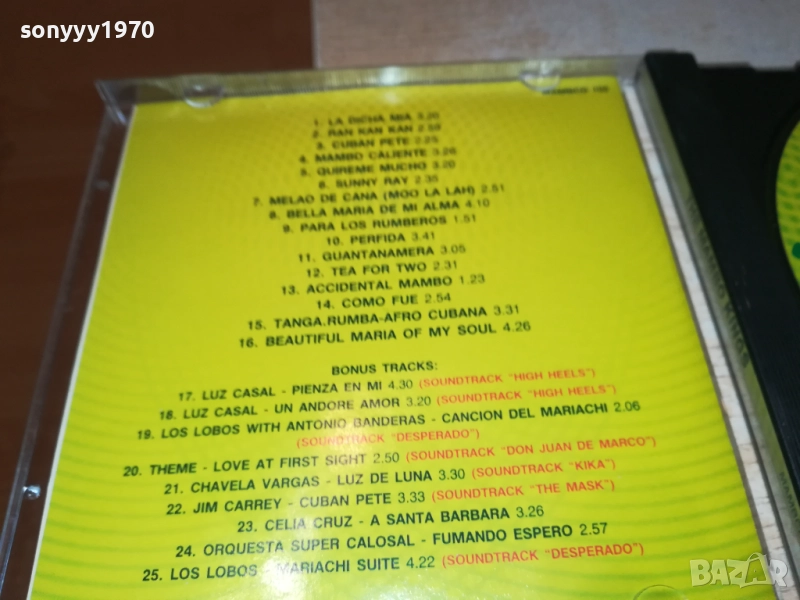 sonyyy1970
1. LA DICHA MIA 3.20
2. RAN KAN KAN 2.59
3. CUBAN PETE 2.25
4. MAMBO CALIENTE 3.26
5. QUIREME MUCHO 3.20
6. SUNNY RAY 2.35
7. MELAO DE CANA (MOO LA LAH) 2.51
8. BELLA MARIA DE MI ALMA 4.10
9. PARA LOS RUMBEROS 1.51
10. PERFIDA 3.41
11. GUANTANAMERA 3.05
12. TEA FOR TWO 2.31
13. ACCIDENTAL MAMBO 1.23
14. COMO FUE 2.54
15. TANGA.RUMBA-AFRO CUBANA 3.31
16. BEAUTIFUL MARIA OF MY SOUL 4.26
BONUS TRACKS:
17. LUZ CASAL - PIENZA EN MI 4.30 (SOUNDTRACK "HIGH HEELS")
18. LUZ CASAL - UN ANDORE AMOR 3.20 (SOUNDTRACK "HIGH HEELS")
19. LOS LOBOS WITH ANTONIO BANDERAS - CANCION DEL MARIACHI 2.06
(SOUNDTRACK "DESPERADO")
20. THEME - LOVE AT FIRST SIGHT 2.50 (SOUNDTRACK "DON JUAN DE MARCO")
21. CHAVELA VARGAS - LUZ DE LUNA 3.30 (SOUNDTRACK "KIKA")
22. JIM CARREY - CUBAN PETE 3.33 (SOUNDTRACK "THE MASK")
23. CELIA CRUZ - A SANTA BARBARA 3.26
24. ORQUESTA SUPER CALOSAL - FUMANDO ESPERO 2.57
25. LOS LOBOS - MARIACHI SUITE 4.22 (SOUNDTRACK "DESPERADO")
BAZAR